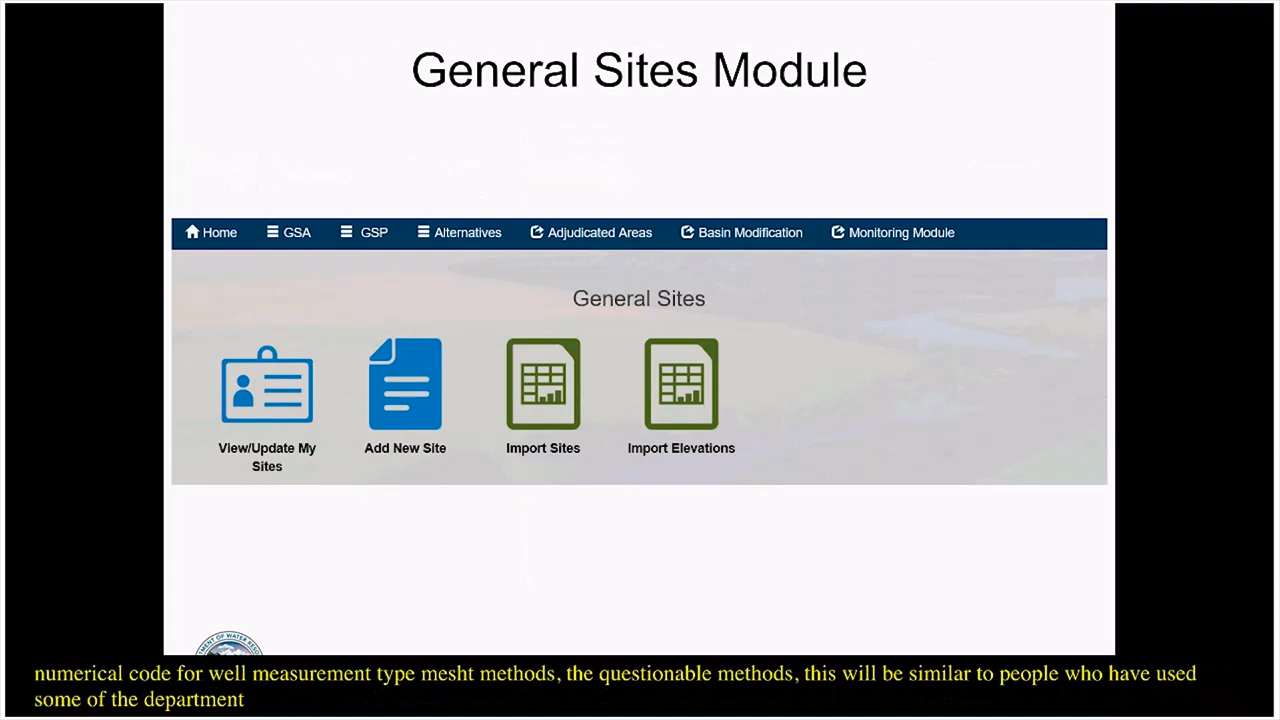 General Sites Module
Home GSA GSP Alternatives Adjudicated Areas Basin Modification Monitoring Module
General Sites
View/Update My Sites
Add New Site
Import Sites
Import Elevations
numerical code for well measurement type mesht methods, the questionable methods, this will be similar to people who have used
some of the department